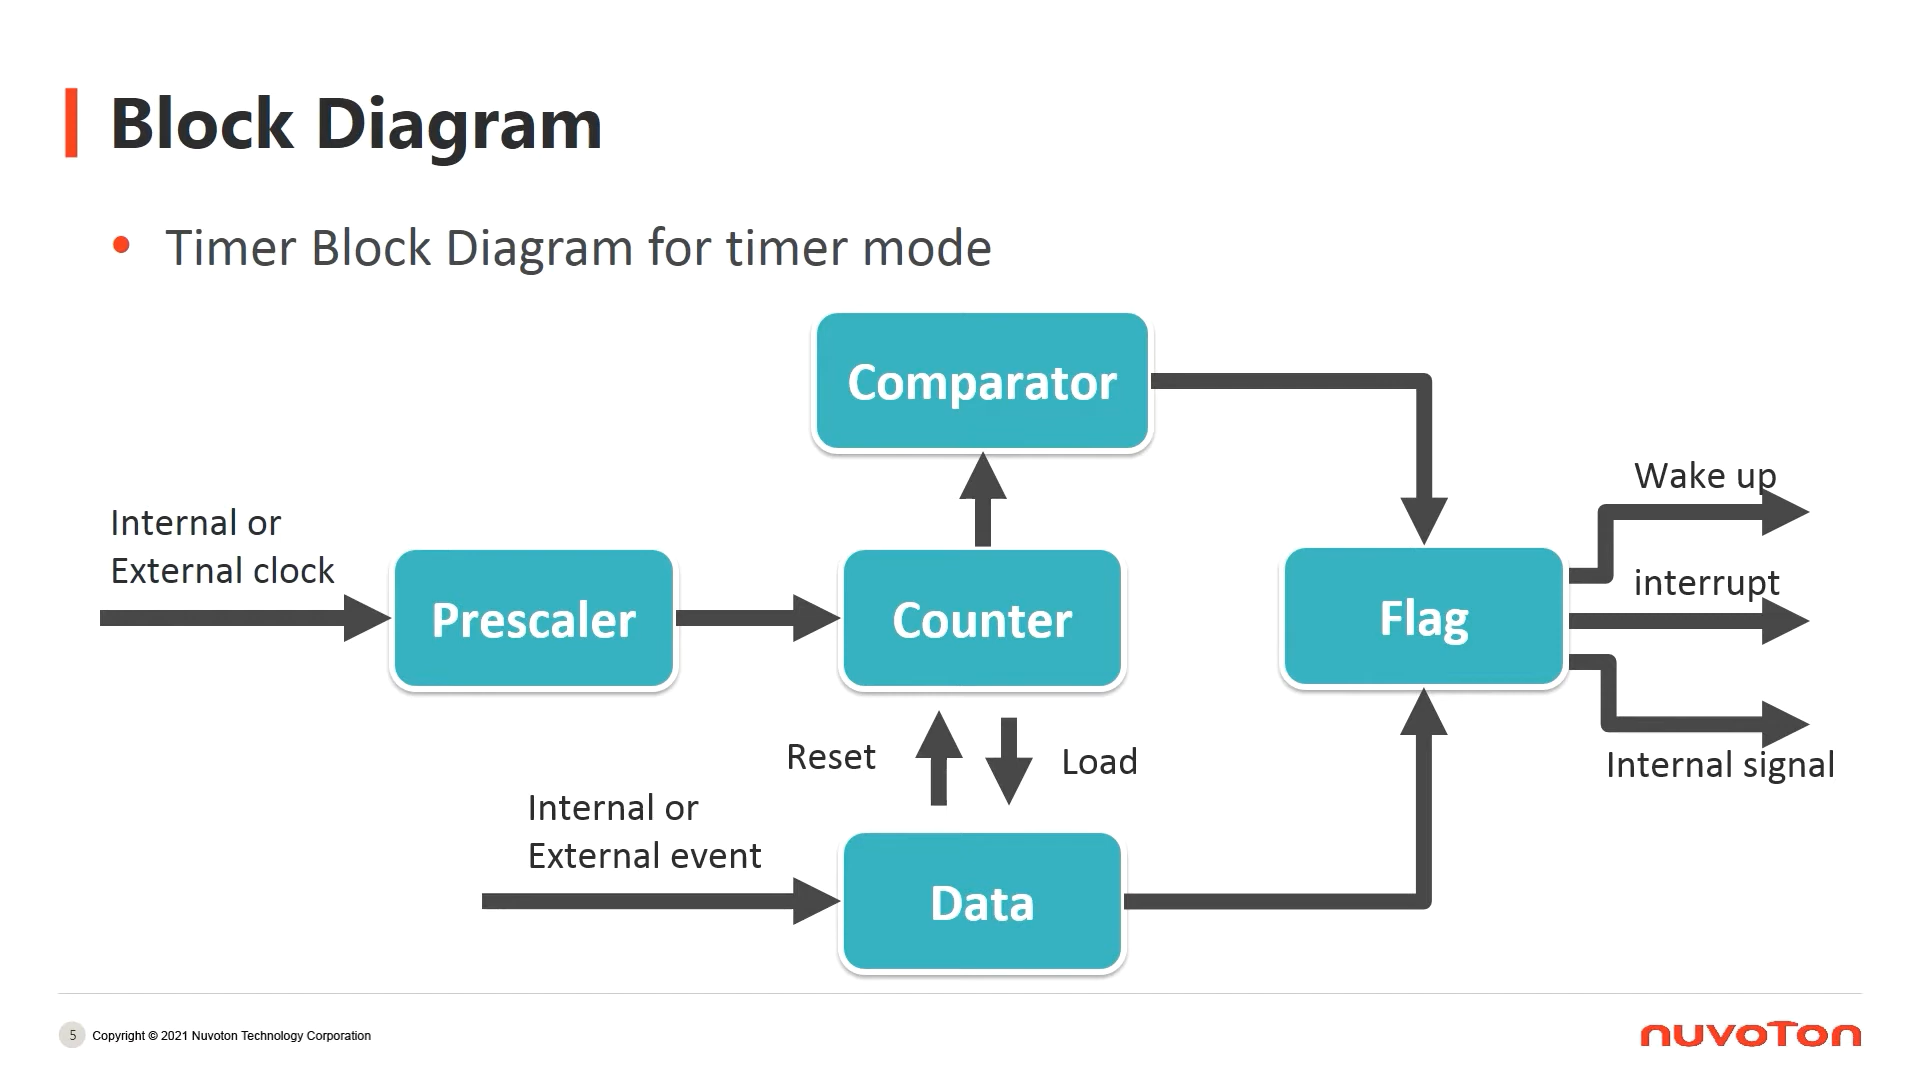 Block Diagram
• Timer Block Diagram for timer mode
Comparator
Wake up
Internal or
External clock
Prescaler
Counter
Flag
interrupt
Reset
Load
Internal signal
Internal or
External event
Data
5 Copyright © 2021 Nuvoton Technology Corporation
nuvoTon